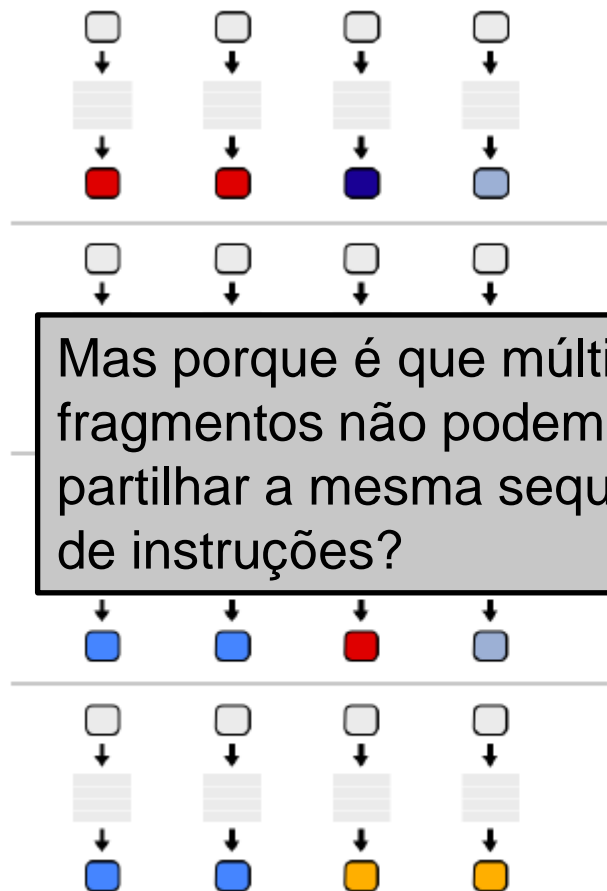 Mas porque é que múlti
fragmentos não podem
partilhar a mesma sequ
de instruções?